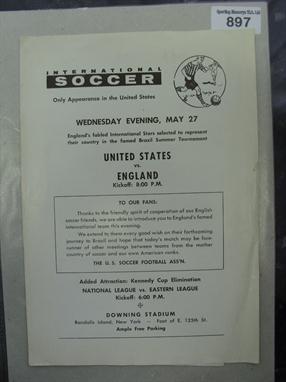 Sporting Memorys Ltd, Ltd
897
INTERNATIONAL
SOCCER
Only Appearance in the United States
WEDNESDAY EVENING, MAY 27
England's fabled International Stars selected to represent
their country in the famed Brazil Summer Tournament
UNITED STATES
vs.
ENGLAND
Kickoff: 8:00 P.M.
TO OUR FANS:
Thanks to the friendly spirit of cooperation of our English
soccer friends, we are able to introduce you to England's famed
international team this evening.
We extend to them every good wish on their forthcoming
journey to Brazil and hope that today's match may be fore-
runner of other meetings between teams from the mother
country of soccer and our own American ranks.
THE U. S. SOCCER FOOTBALL ASS'N.
Added Attraction: Kennedy Cup Elimination
NATIONAL LEAGUE vs. EASTERN LEAGUE
Kickoff: 6:00 P.M.
DOWNING STADIUM
Randalls Island, New York — Foot of E. 125th St.
Ample Free Parking